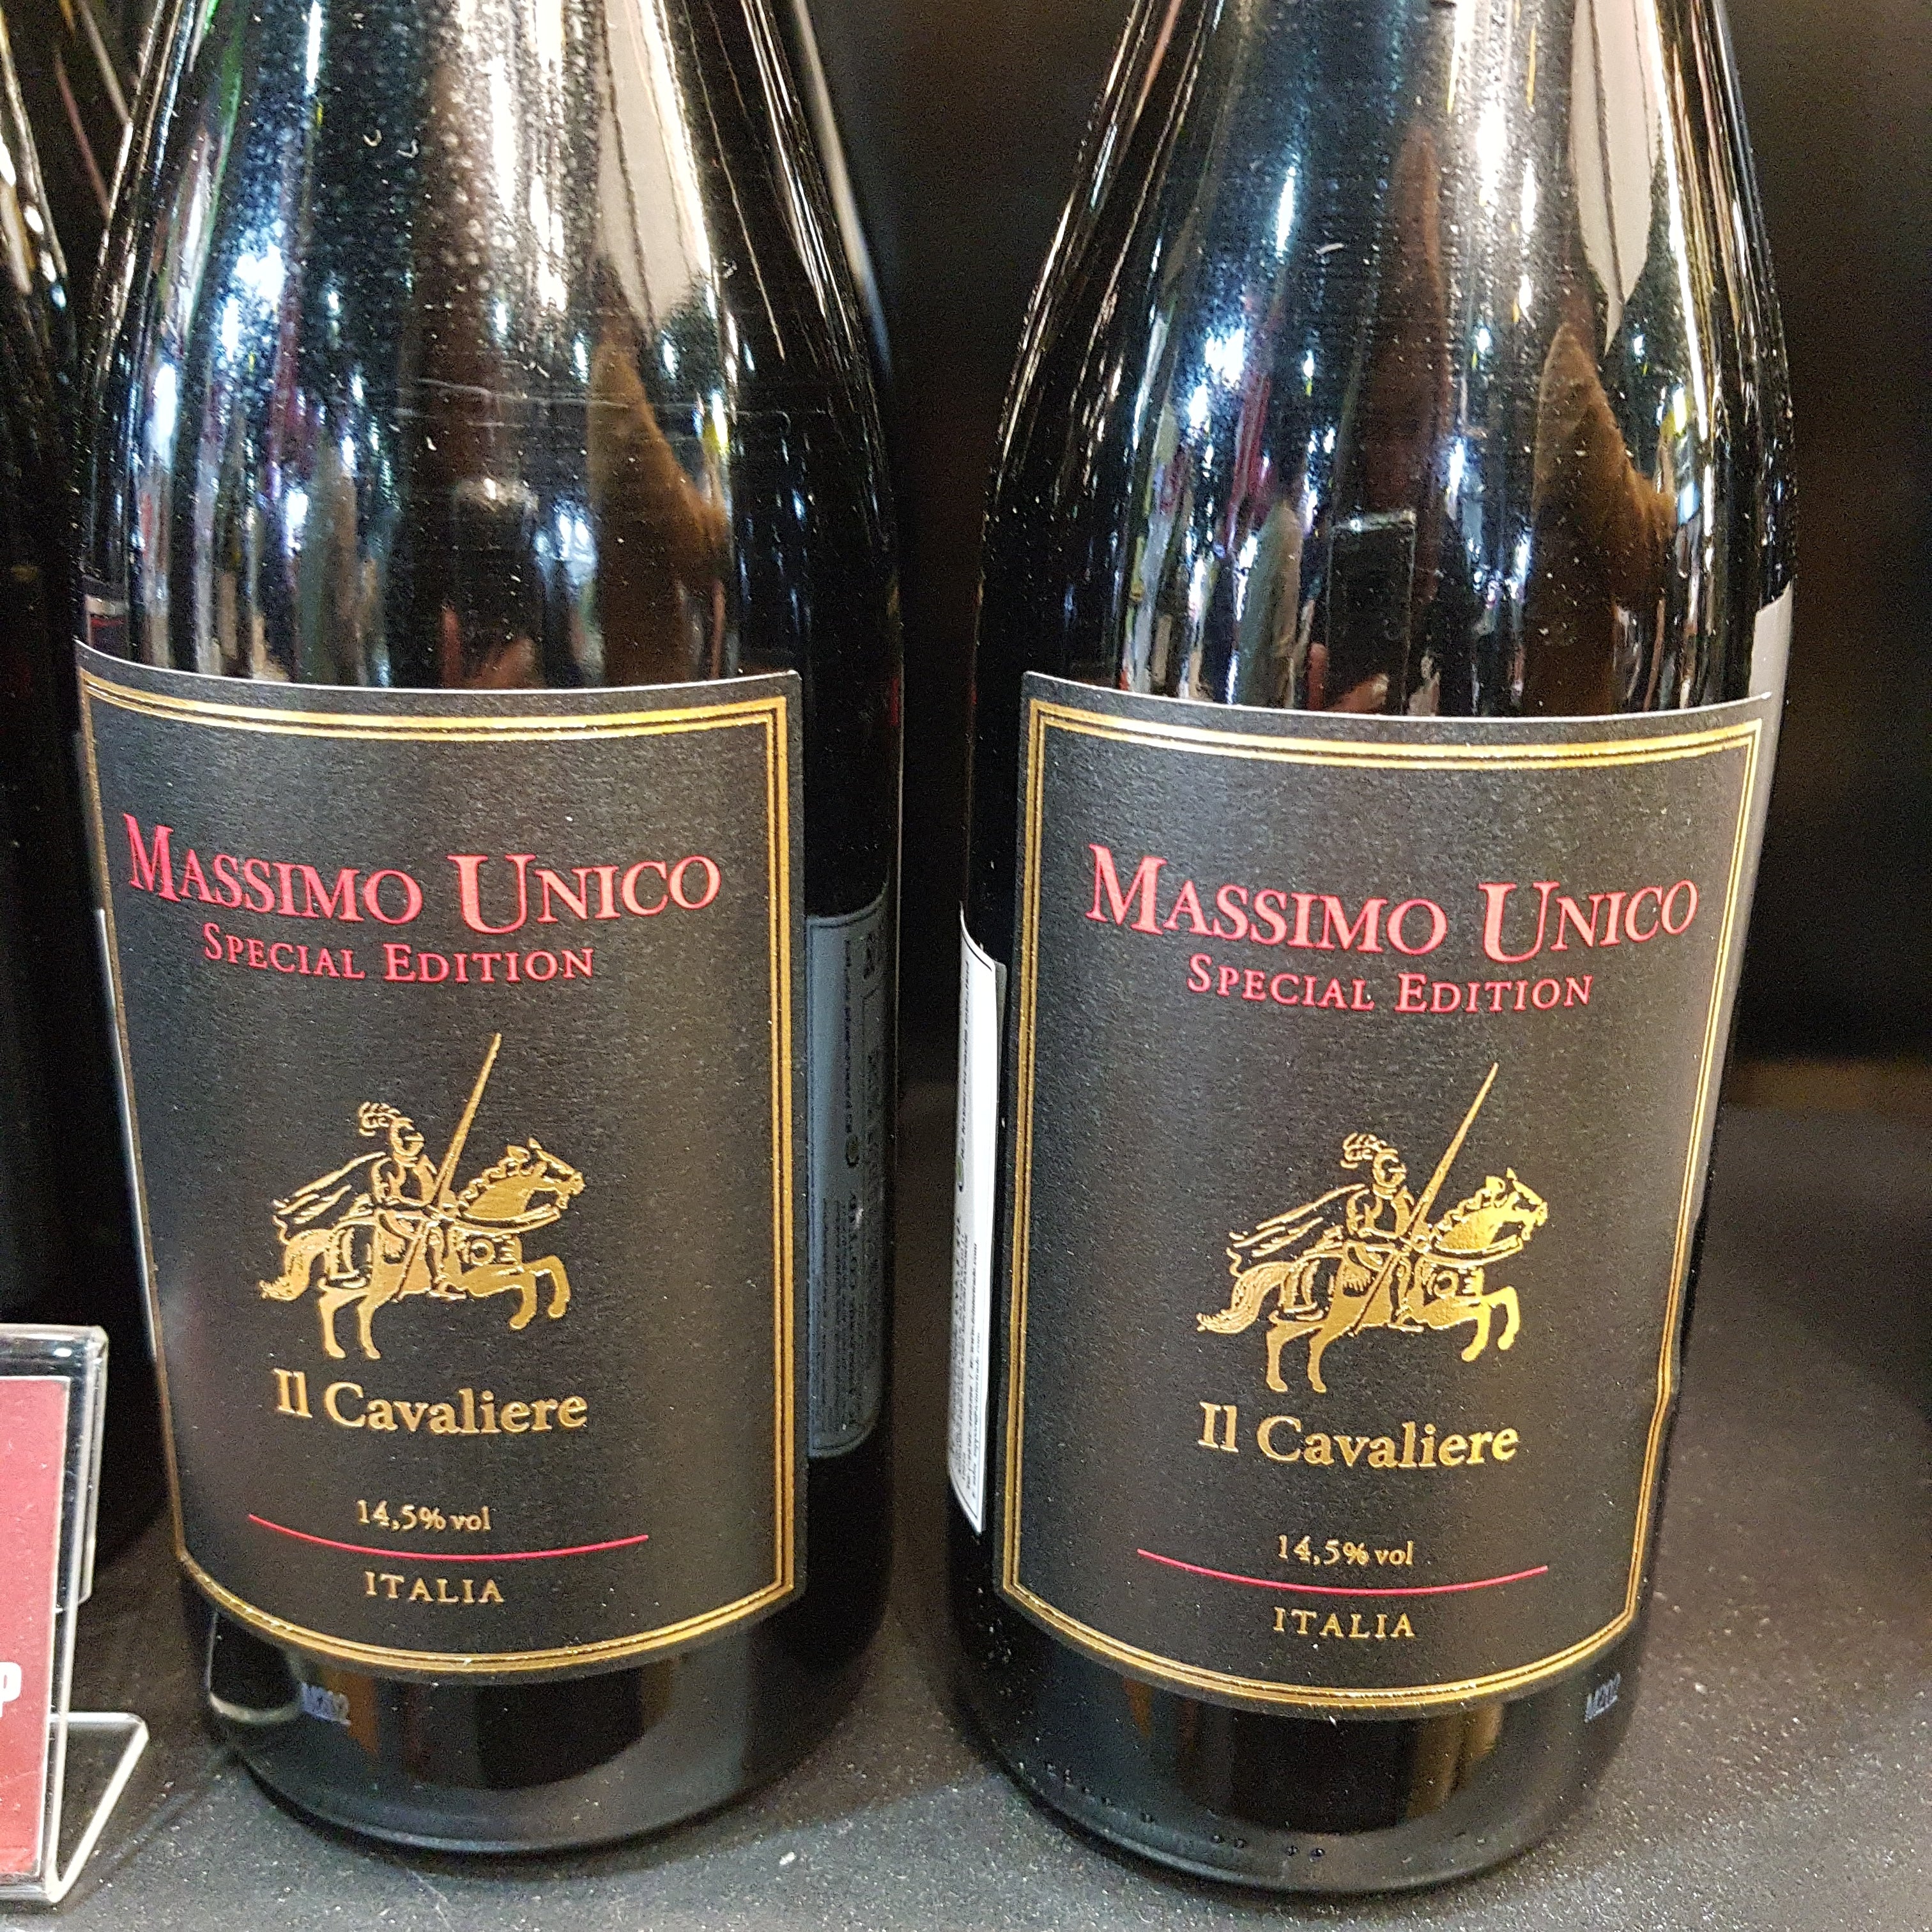 Massimo Unico
Special Edition
Il Cavaliere
14,5% vol
ITALIA
Massimo Unico
Special Edition
Il Cavaliere
14,5% vol
ITALIA
P